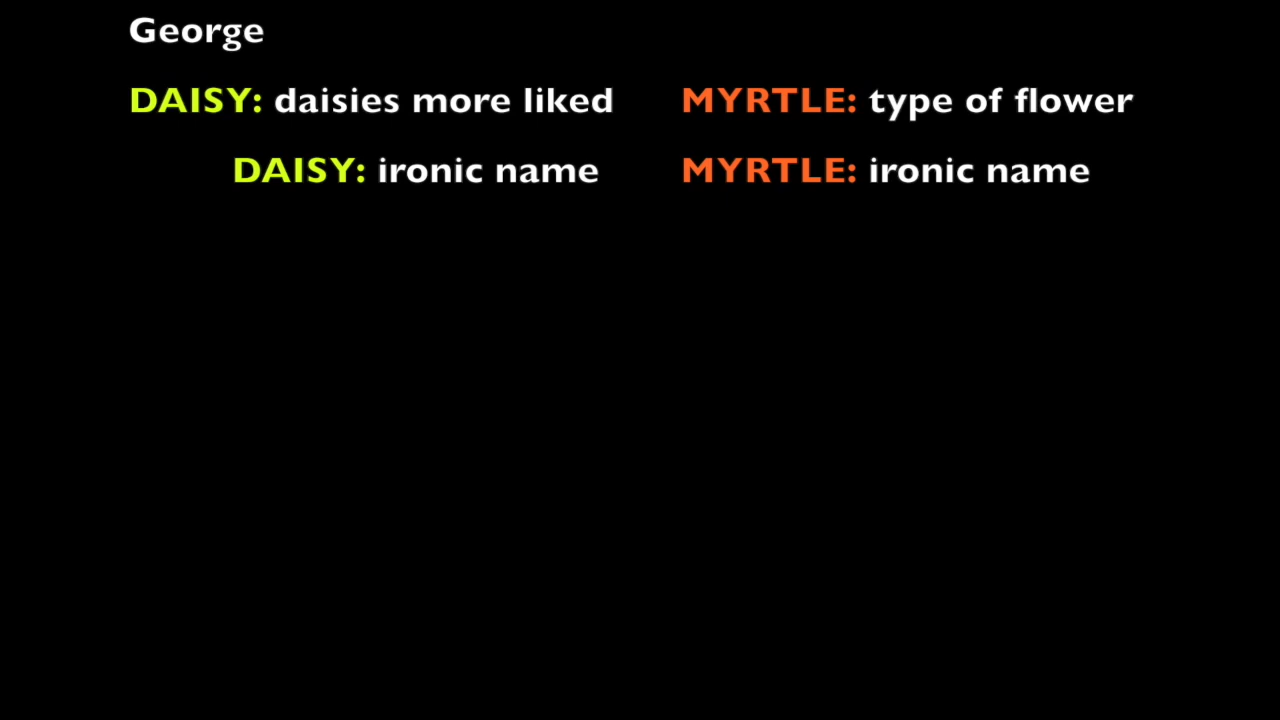 George
DAISY: daisies more liked MYRTLE: type of flower
DAISY: ironic name MYRTLE: ironic name